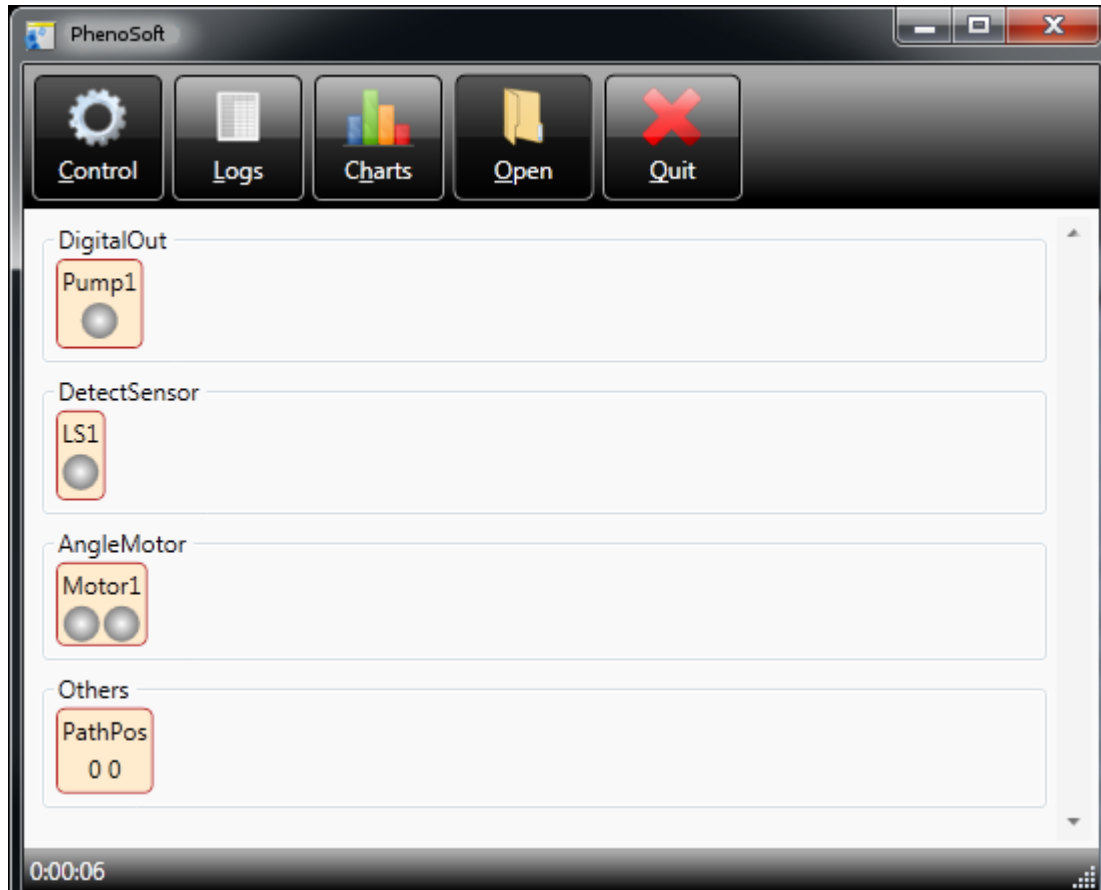 PhenoSoft
Control Logs Charts Open Quit
DigitalOut
Pump1
DetectSensor
LS1
AngleMotor
Motor1
Others
PathPos
0 0
0:00:06